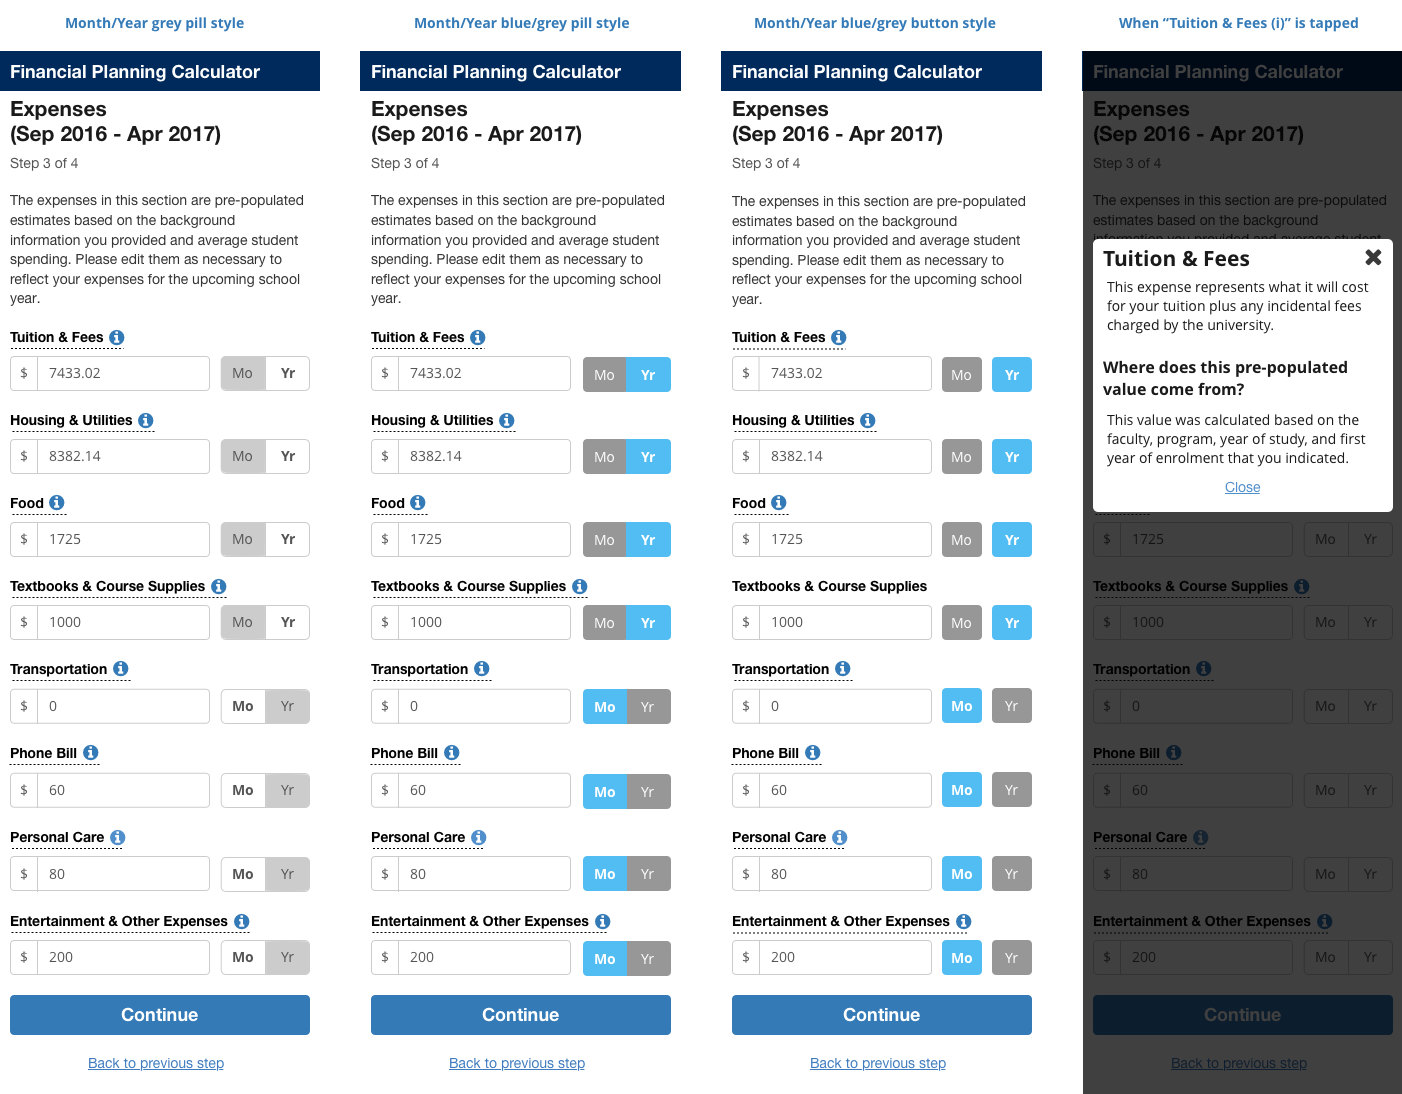 Month/Year grey pill style
Financial Planning Calculator
Expenses
(Sep 2016 - Apr 2017)
Step 3 of 4
The expenses in this section are pre-populated
estimates based on the background
information you provided and average student
spending. Please edit them as necessary to
reflect your expenses for the upcoming school
year.
Tuition & Fees
$ 7433.02 Mo Yr
Housing & Utilities
$ 8382.14 Mo Yr
Food
$ 1725 Mo Yr
Textbooks & Course Supplies
$ 1000 Mo Yr
Transportation
$ 0 Mo Yr
Phone Bill
$ 60 Mo Yr
Personal Care
$ 80 Mo Yr
Entertainment & Other Expenses
$ 200 Mo Yr
Continue
Back to previous step
Month/Year blue/grey pill style
Financial Planning Calculator
Expenses
(Sep 2016 - Apr 2017)
Step 3 of 4
The expenses in this section are pre-populated
estimates based on the background
information you provided and average student
spending. Please edit them as necessary to
reflect your expenses for the upcoming school
year.
Tuition & Fees
$ 7433.02 Mo Yr
Housing & Utilities
$ 8382.14 Mo Yr
Food
$ 1725 Mo Yr
Textbooks & Course Supplies
$ 1000 Mo Yr
Transportation
$ 0 Mo Yr
Phone Bill
$ 60 Mo Yr
Personal Care
$ 80 Mo Yr
Entertainment & Other Expenses
$ 200 Mo Yr
Continue
Back to previous step
Month/Year blue/grey button style
Financial Planning Calculator
Expenses
(Sep 2016 - Apr 2017)
Step 3 of 4
The expenses in this section are pre-populated
estimates based on the background
information you provided and average student
spending. Please edit them as necessary to
reflect your expenses for the upcoming school
year.
Tuition & Fees
$ 7433.02 Mo Yr
Housing & Utilities
$ 8382.14 Mo Yr
Food
$ 1725 Mo Yr
Textbooks & Course Supplies
$ 1000 Mo Yr
Transportation
$ 0 Mo Yr
Phone Bill
$ 60 Mo Yr
Personal Care
$ 80 Mo Yr
Entertainment & Other Expenses
$ 200 Mo Yr
Continue
Back to previous step
When “Tuition & Fees (i)” is tapped
Financial Planning Calculator
Expenses
(Sep 2016 - Apr 2017)
Step 3 of 4
The expenses in this section are pre-populated
estimates based on the background
information you provided and average student
Tuition & Fees
This expense represents what it will cost
for your tuition plus any incidental fees
charged by the university.
Where does this pre-populated
value come from?
This value was calculated based on the
faculty, program, year of study, and first
year of enrolment that you indicated.
Close
$ 1725 Mo Yr
Textbooks & Course Supplies
$ 1000 Mo Yr
Transportation
$ 0 Mo Yr
Phone Bill
$ 60 Mo Yr
Personal Care
$ 80 Mo Yr
Entertainment & Other Expenses
$ 200 Mo Yr
Continue
Back to previous step